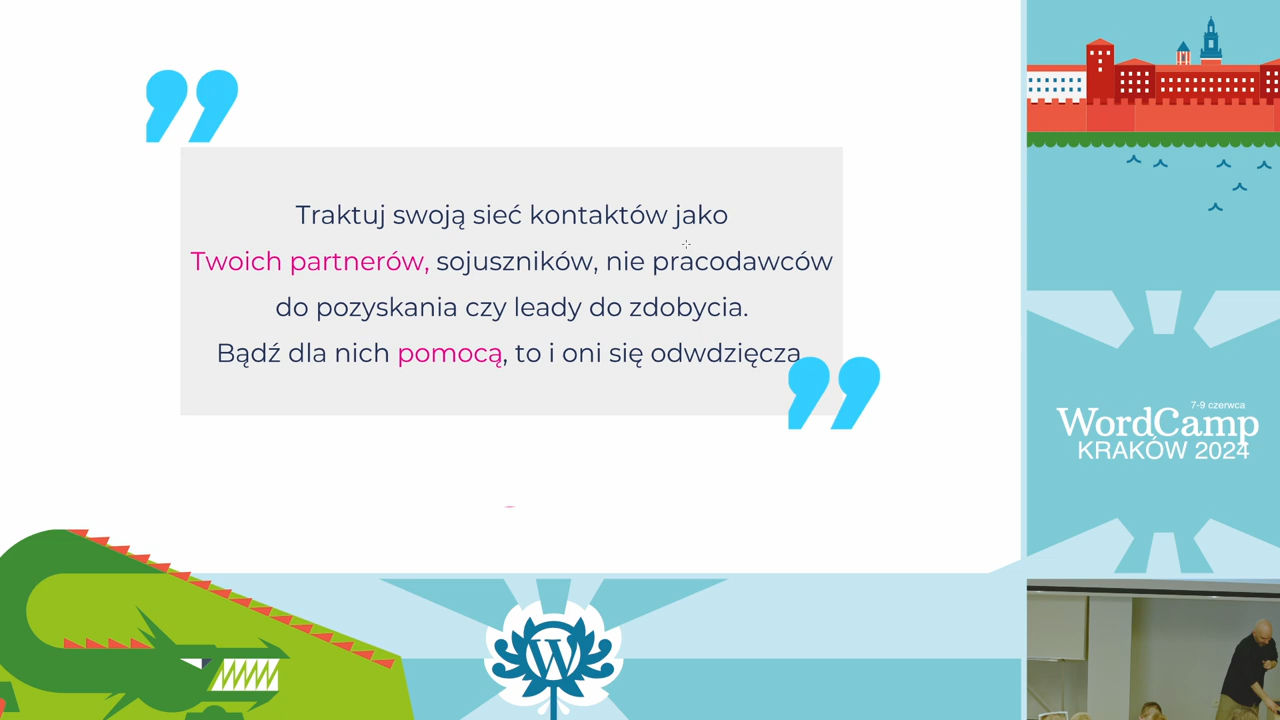 Traktuj swoją sieć kontaktów jako
Twoich partnerów, sojuszników, nie pracodawców
do pozyskania czy leady do zdobycia.
Bądź dla nich pomocą, to i oni się odwdzięczą
7-9 czerwca
WordCamp
KRAKÓW 2024
W